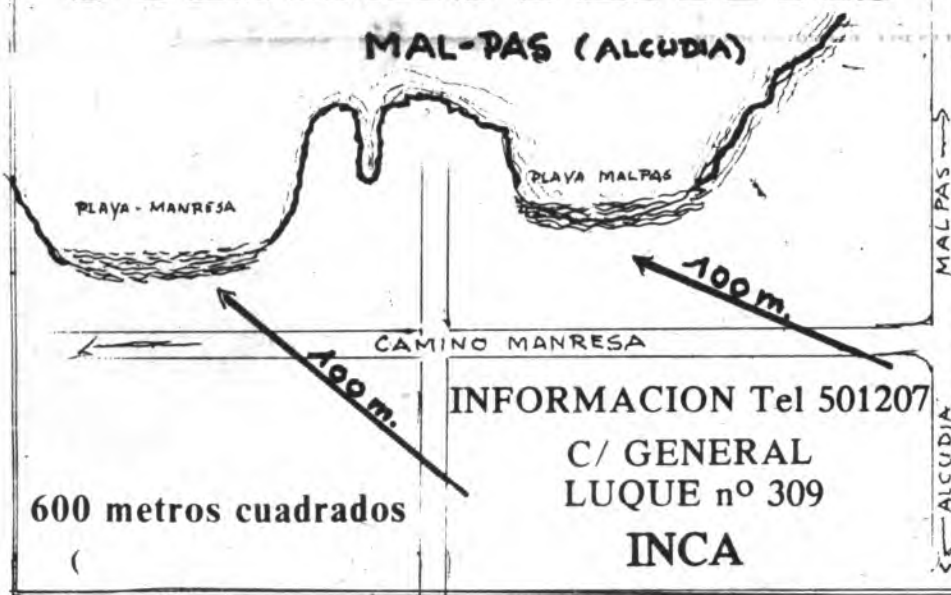 MAL-PAS (ALCUDIA)
PLAYA-MANRESA
PLAYA MALPAS
MALPAS
100 m.
100 m.
CAMINO MANRESA
INFORMACION Tel 501207
C/ GENERAL
LUQUE nº 309
INCA
600 metros cuadrados
(
ALCUDIA